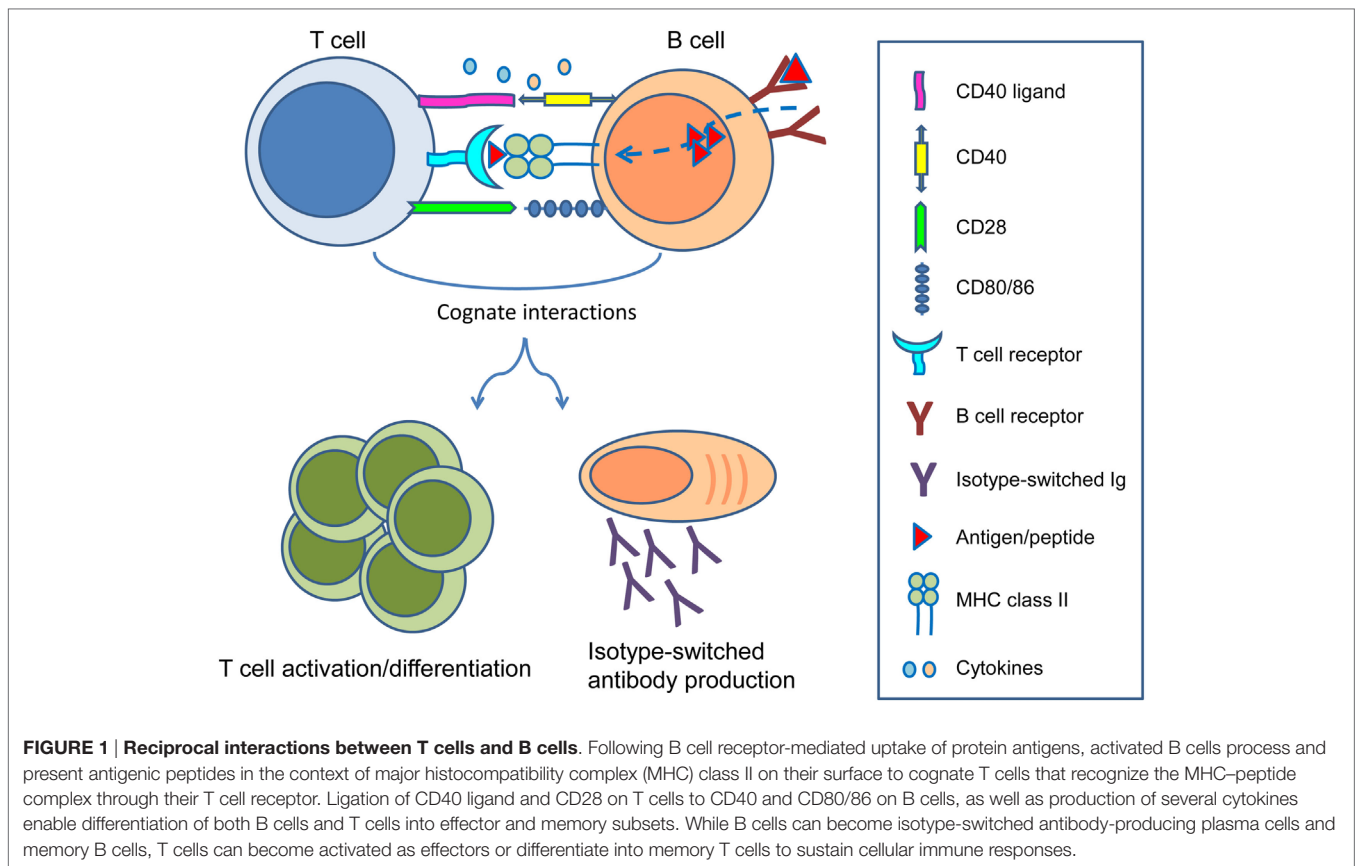 T cell
B cell
Cognate interactions
T cell activation/differentiation
Isotype-switched
antibody production
CD40 ligand
CD40
CD28
CD80/86
T cell receptor
B cell receptor
Isotype-switched Ig
Antigen/peptide
MHC class II
Cytokines
FIGURE 1 | Reciprocal interactions between T cells and B cells. Following B cell receptor-mediated uptake of protein antigens, activated B cells process and
present antigenic peptides in the context of major histocompatibility complex (MHC) class II on their surface to cognate T cells that recognize the MHC–peptide
complex through their T cell receptor. Ligation of CD40 ligand and CD28 on T cells to CD40 and CD80/86 on B cells, as well as production of several cytokines
enable differentiation of both B cells and T cells into effector and memory subsets. While B cells can become isotype-switched antibody-producing plasma cells and
memory B cells, T cells can become activated as effectors or differentiate into memory T cells to sustain cellular immune responses.